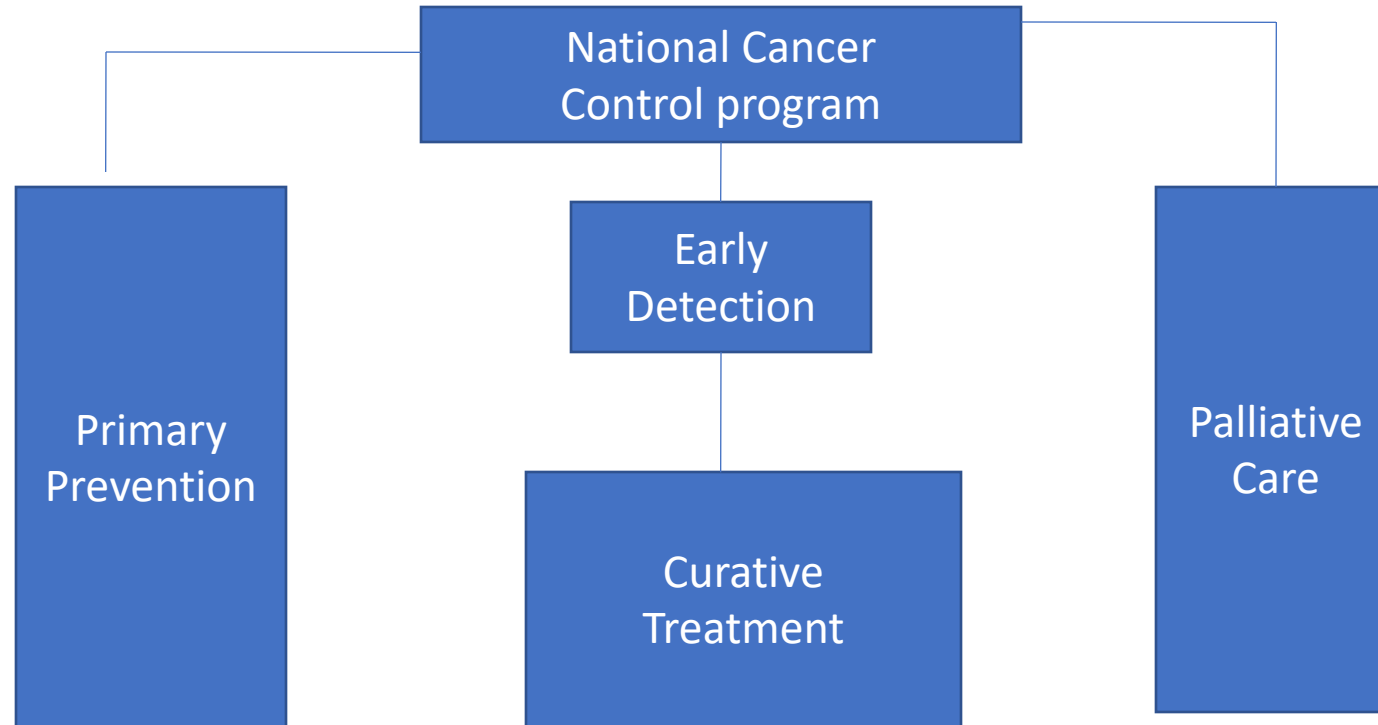 National Cancer
Control program
Early
Detection
Primary
Prevention
Palliative
Care
Curative
Treatment